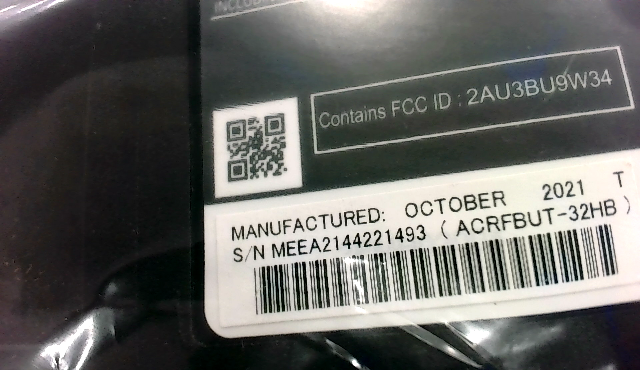 Contains FCC ID : 2AU3BU9W34
MANUFACTURED: OCTOBER 2021 T
S/N MEEA2144221493 ( ACRFBUT-32HB )